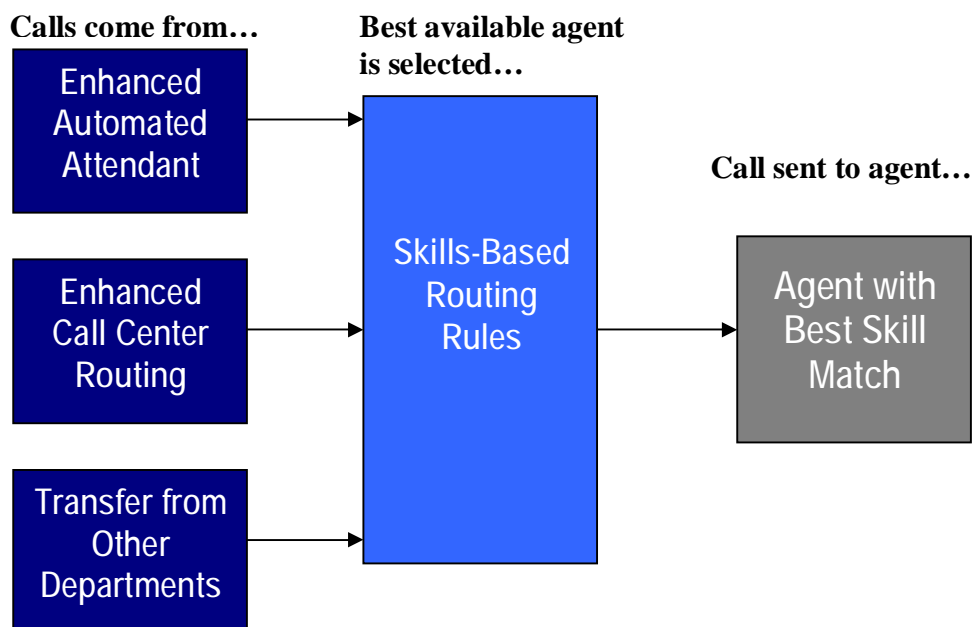 Calls come from…
Enhanced
Automated
Attendant
Enhanced
Call Center
Routing
Transfer from
Other
Departments
Best available agent
is selected…
Skills-Based
Routing
Rules
Call sent to agent…
Agent with
Best Skill
Match